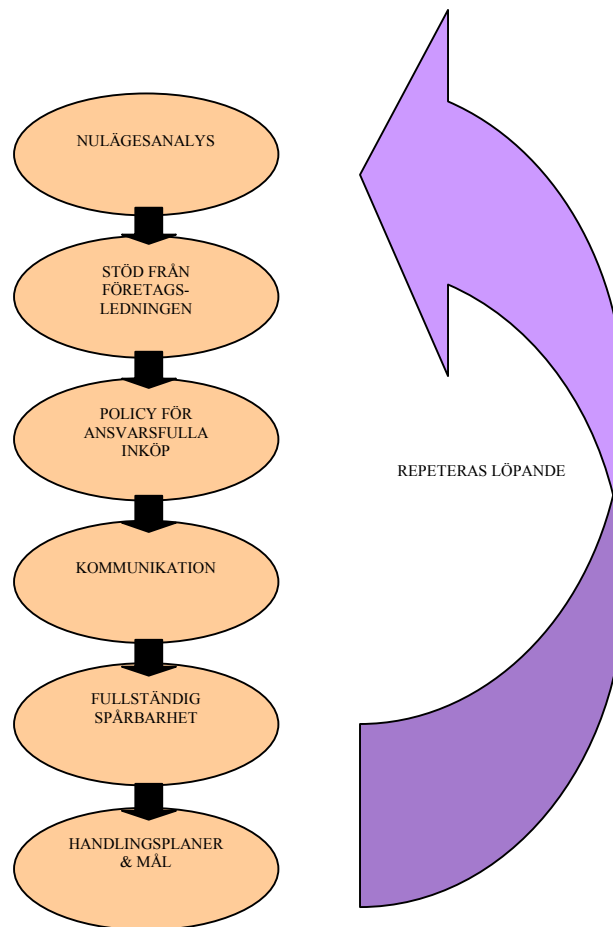 NULÄGESANALYS
STÖD FRÅN
FÖRETAGS-
LEDNINGEN
POLICY FÖR
ANSVARSFULLA
INKÖP
REPETERAS LÖPANDE
KOMMUNIKATION
FULLSTÄNDIG
SPÅRBARHET
HANDLINGSPLANER
& MÅL